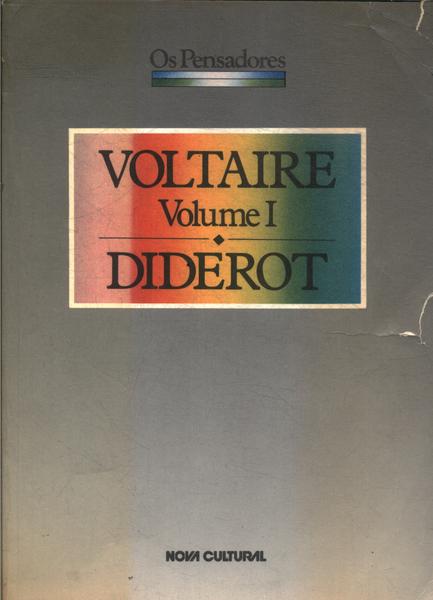 Os Pensadores
VOLTAIRE
Volume I
DIDEROT
NOVA CULTURAL